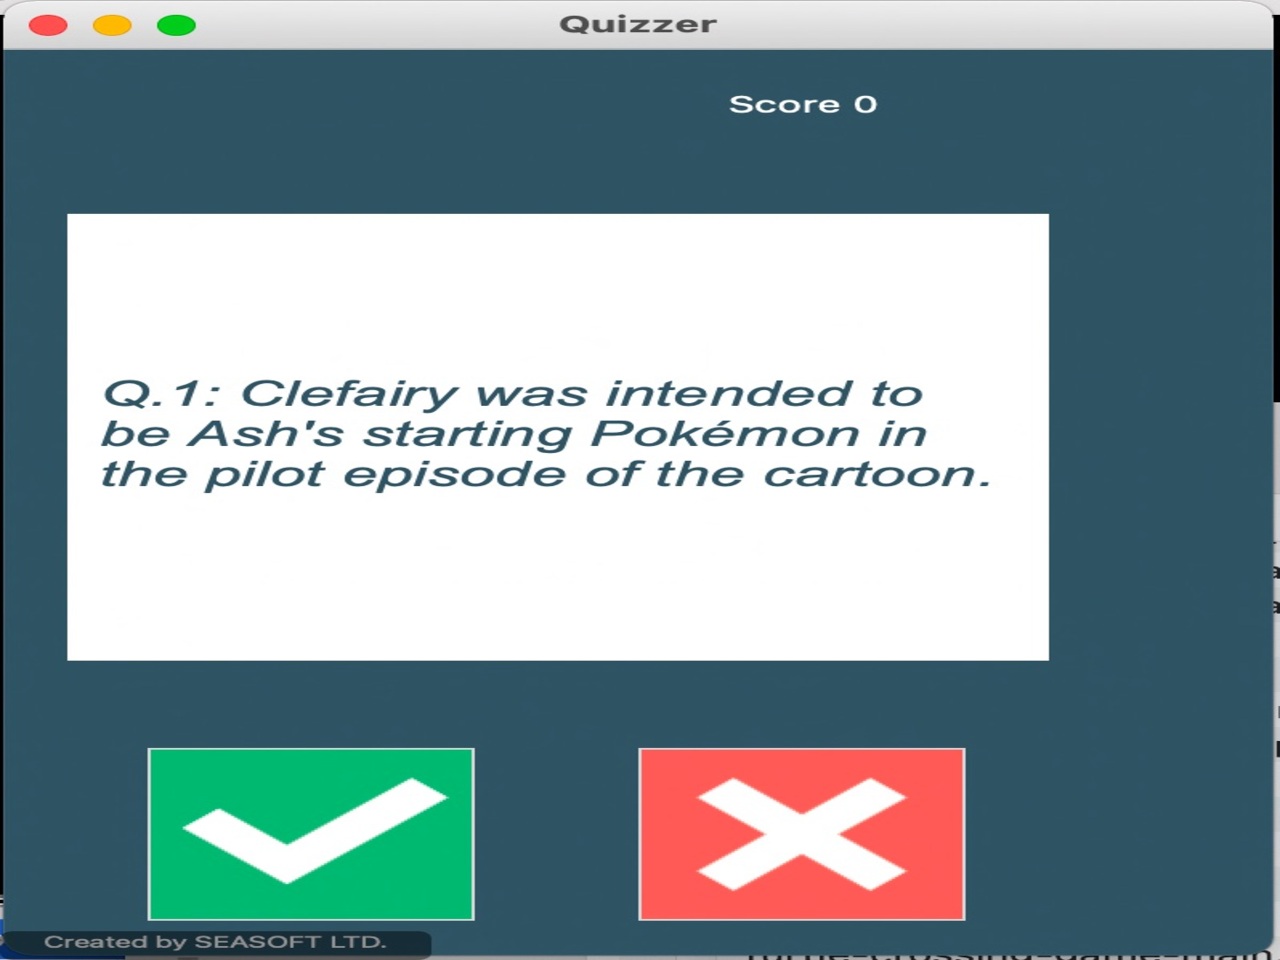 Quizzer
Score 0
Q.1: Clefairy was intended to
be Ash's starting Pokémon in
the pilot episode of the cartoon.
Created by SEASOFT LTD.